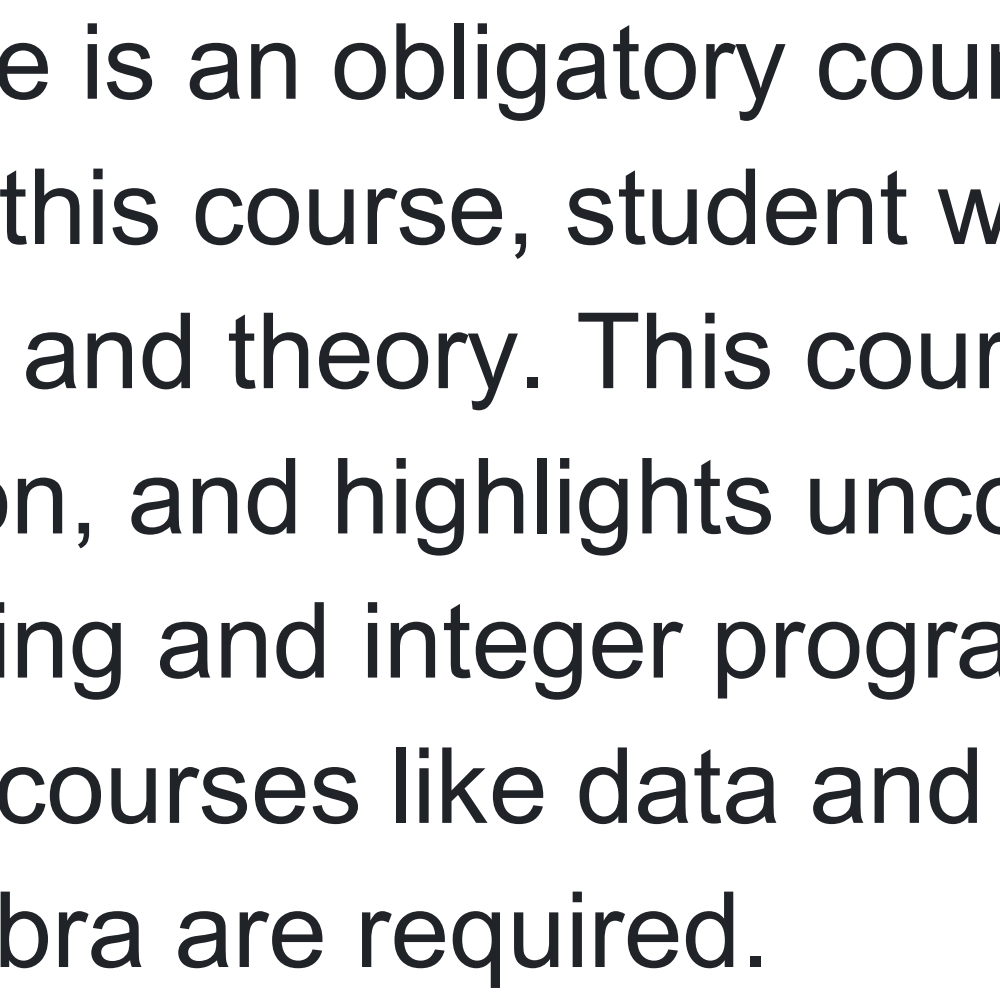 e is an obligatory cour
this course, student w
and theory. This cour
on, and highlights unco
ing and integer progra
courses like data and
bra are required.